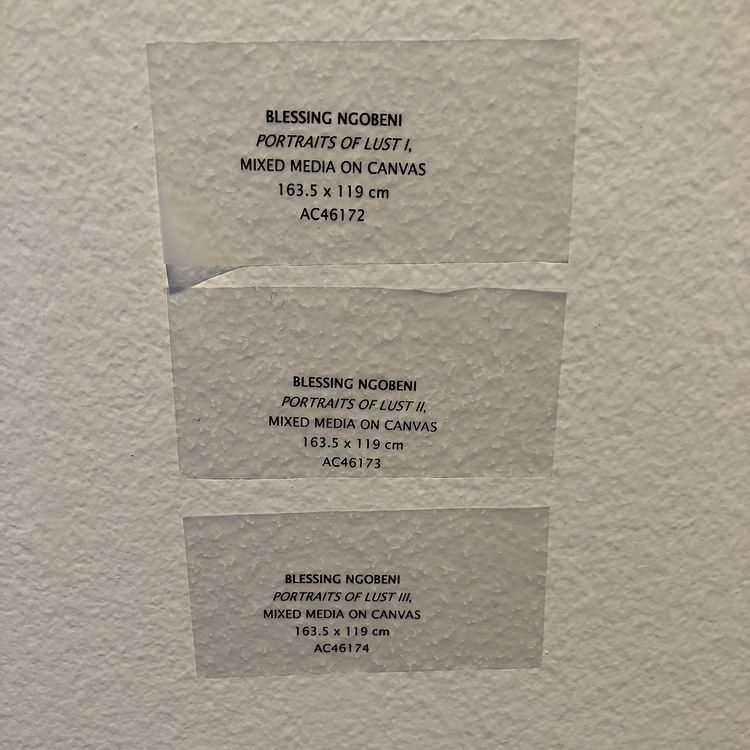 BLESSING NGOBENI
PORTRAITS OF LUST I,
MIXED MEDIA ON CANVAS
163.5 x 119 cm
AC46172
BLESSING NGOBENI
PORTRAITS OF LUST II,
MIXED MEDIA ON CANVAS
163.5 x 119 cm
AC46173
BLESSING NGOBENI
PORTRAITS OF LUST III,
MIXED MEDIA ON CANVAS
163.5 x 119 cm
AC46174